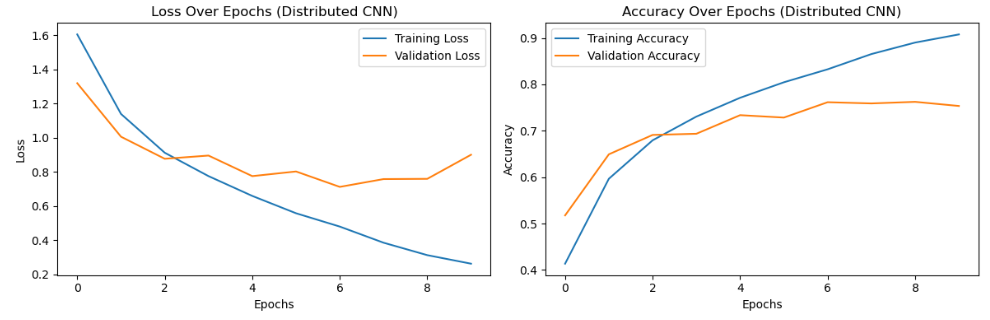 Loss Over Epochs (Distributed CNN)
Training Loss
Validation Loss
Loss
1.6
1.4
1.2
1.0
0.8
0.6
0.4
0.2
0 2 4 6 8
Epochs
Accuracy Over Epochs (Distributed CNN)
Training Accuracy
Validation Accuracy
Accuracy
0.9
0.8
0.7
0.6
0.5
0.4
0 2 4 6 8
Epochs